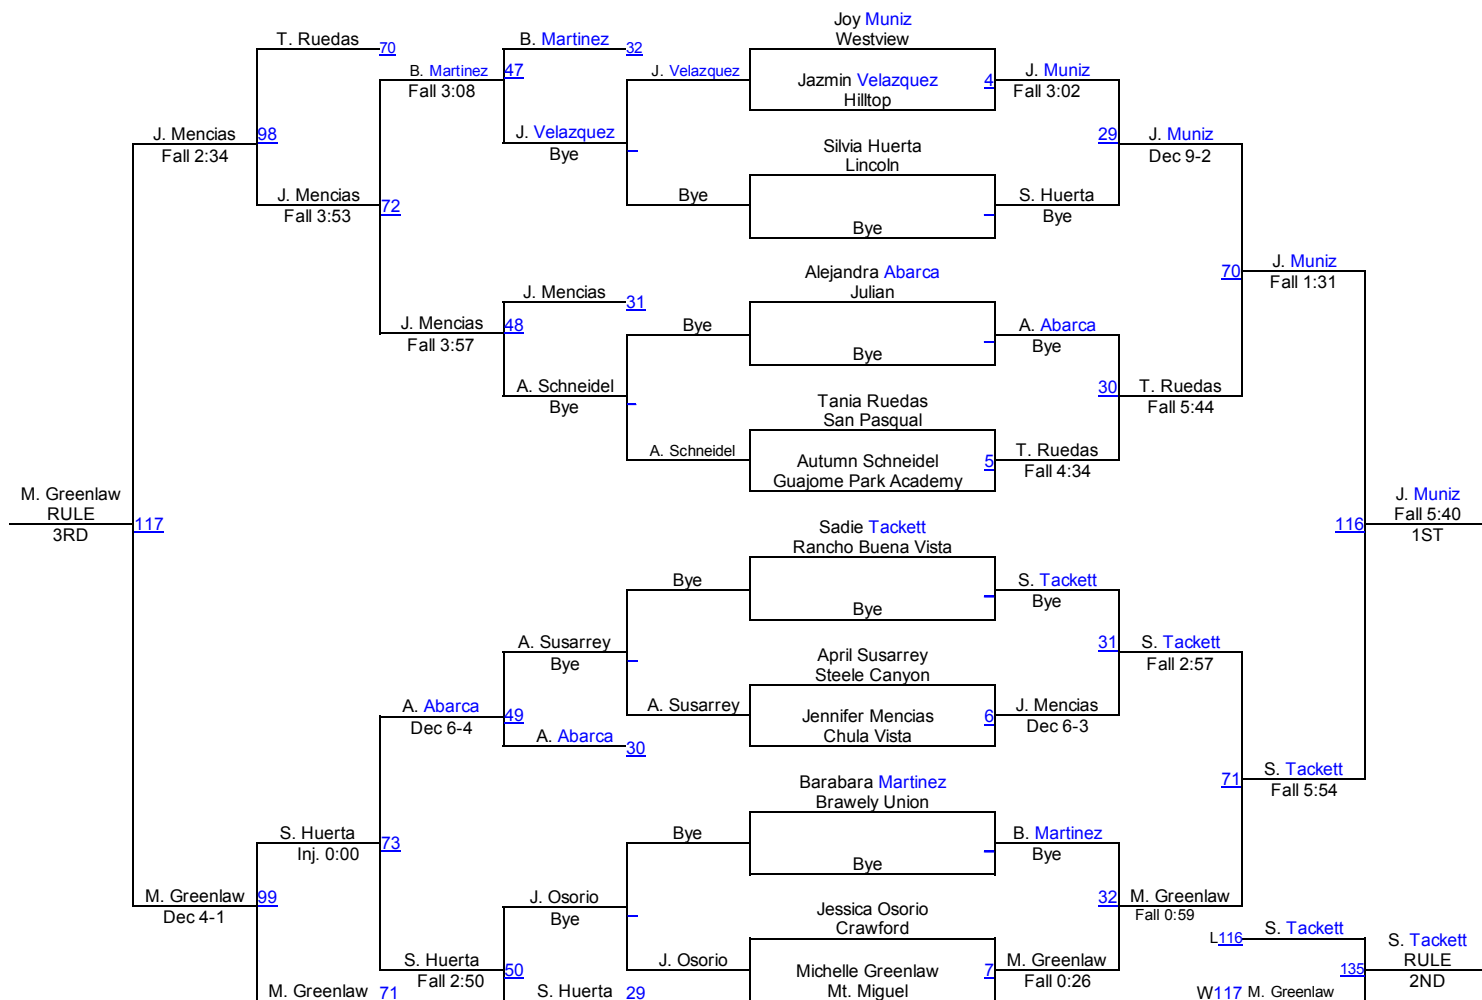 Joy Muniz
T. Ruedas
70
B. Martinez
32
Westview
B. Martinez
47
J. Velazquez
Jazmin Velazquez
4
J. Muniz
Fall 3:08
Hilltop
Fall 3:02
J. Mencias
98
J. Velazquez
29
J. Muniz
Fall 2:34
Bye
Silvia Huerta
Dec 9-2
Lincoln
J. Mencias
72
Bye
S. Huerta
Fall 3:53
Bye
Bye
Alejandra Abarca
70
J. Muniz
J. Mencias
31
Julian
Fall 1:31
J. Mencias
48
Bye
A. Abarca
Fall 3:57
Bye
Bye
A. Schneidel
30
T. Ruedas
Bye
Tania Ruedas
Fall 5:44
San Pasqual
A. Schneidel
Autumn Schneidel
5
T. Ruedas
Guajome Park Academy
Fall 4:34
M. Greenlaw
J. Muniz
RULE
Fall 5:40
117
116
3RD
1ST
Sadie Tackett
Rancho Buena Vista
Bye
S. Tackett
Bye
Bye
A. Susarrey
31
S. Tackett
Bye
April Susarrey
Fall 2:57
Steele Canyon
A. Abarca
49
A. Susarrey
Jennifer Mencias
6
J. Mencias
Dec 6-4
Chula Vista
Dec 6-3
A. Abarca
30
71
S. Tackett
Barabara Martinez
Fall 5:54
Brawely Union
S. Huerta
73
Bye
B. Martinez
Inj. 0:00
Bye
Bye
M. Greenlaw
99
J. Osorio
32
M. Greenlaw
Dec 4-1
Bye
Jessica Osorio
Fall 0:59
Crawford
L116
S. Tackett
S. Tackett
S. Huerta
50
J. Osorio
Michelle Greenlaw
7
M. Greenlaw
135
RULE
Fall 2:50
Fall 0:26
2ND
M. Greenlaw
71
S. Huerta
29
Mt. Miguel
W117
M. Greenlaw